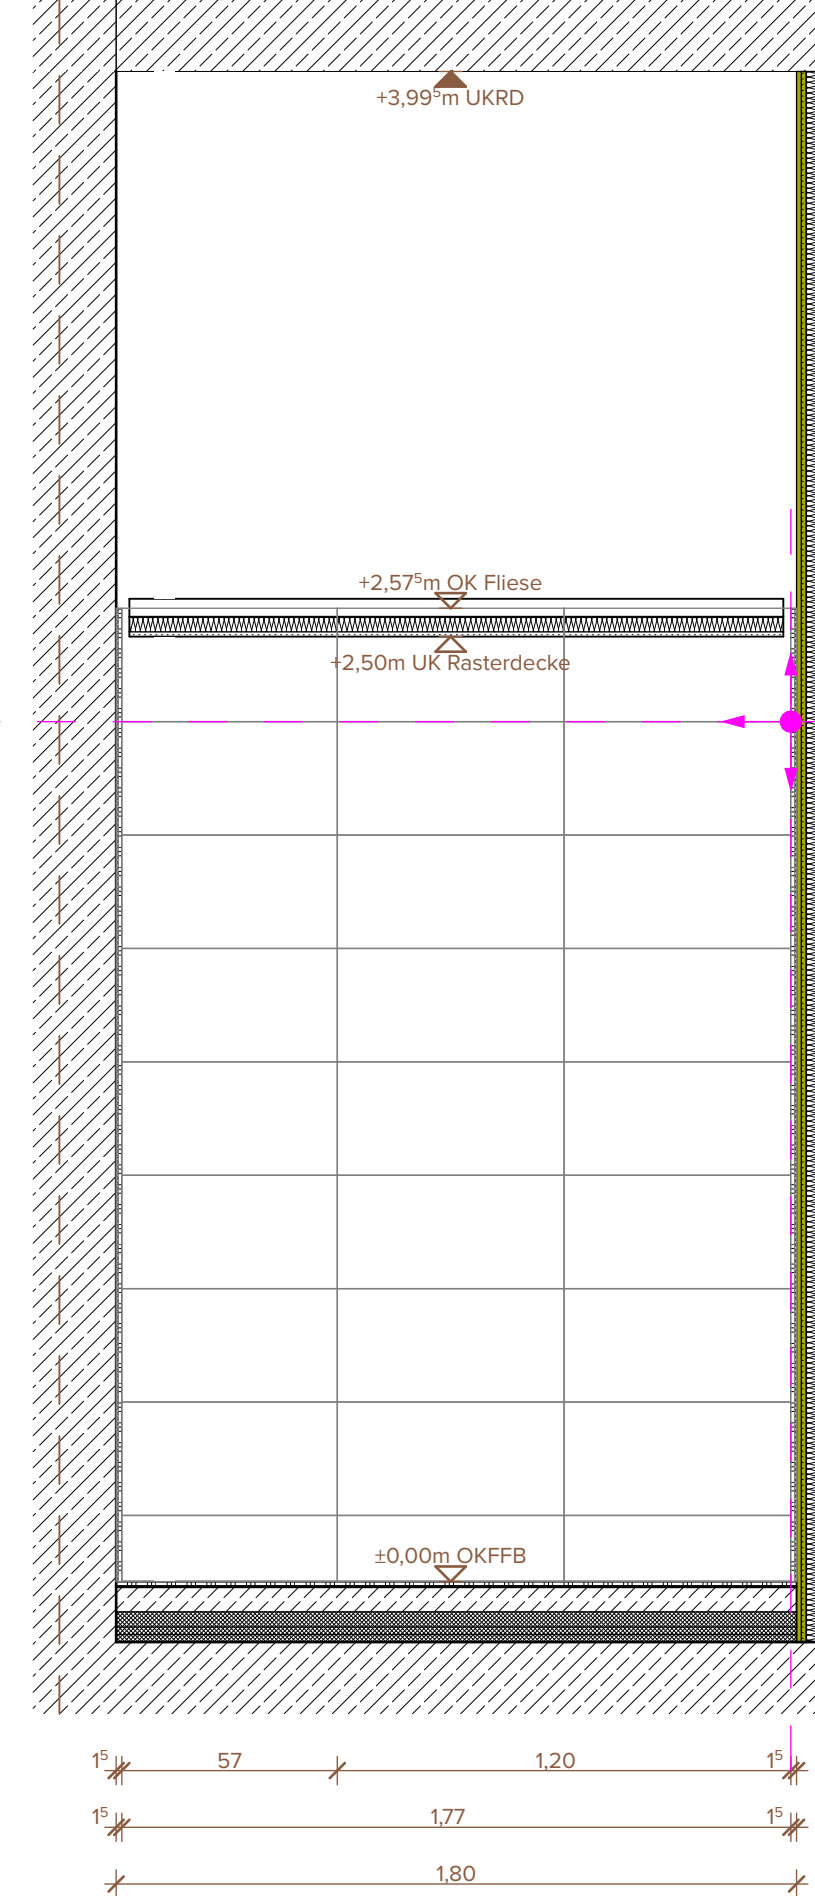 +3,99⁵m UKRD
+2,57⁵m OK Fliese
+2,50m UK Rasterdecke
±0,00m OKFFB
1⁵ 57 1,20 1⁵
1⁵ 1,77 1⁵
1,80